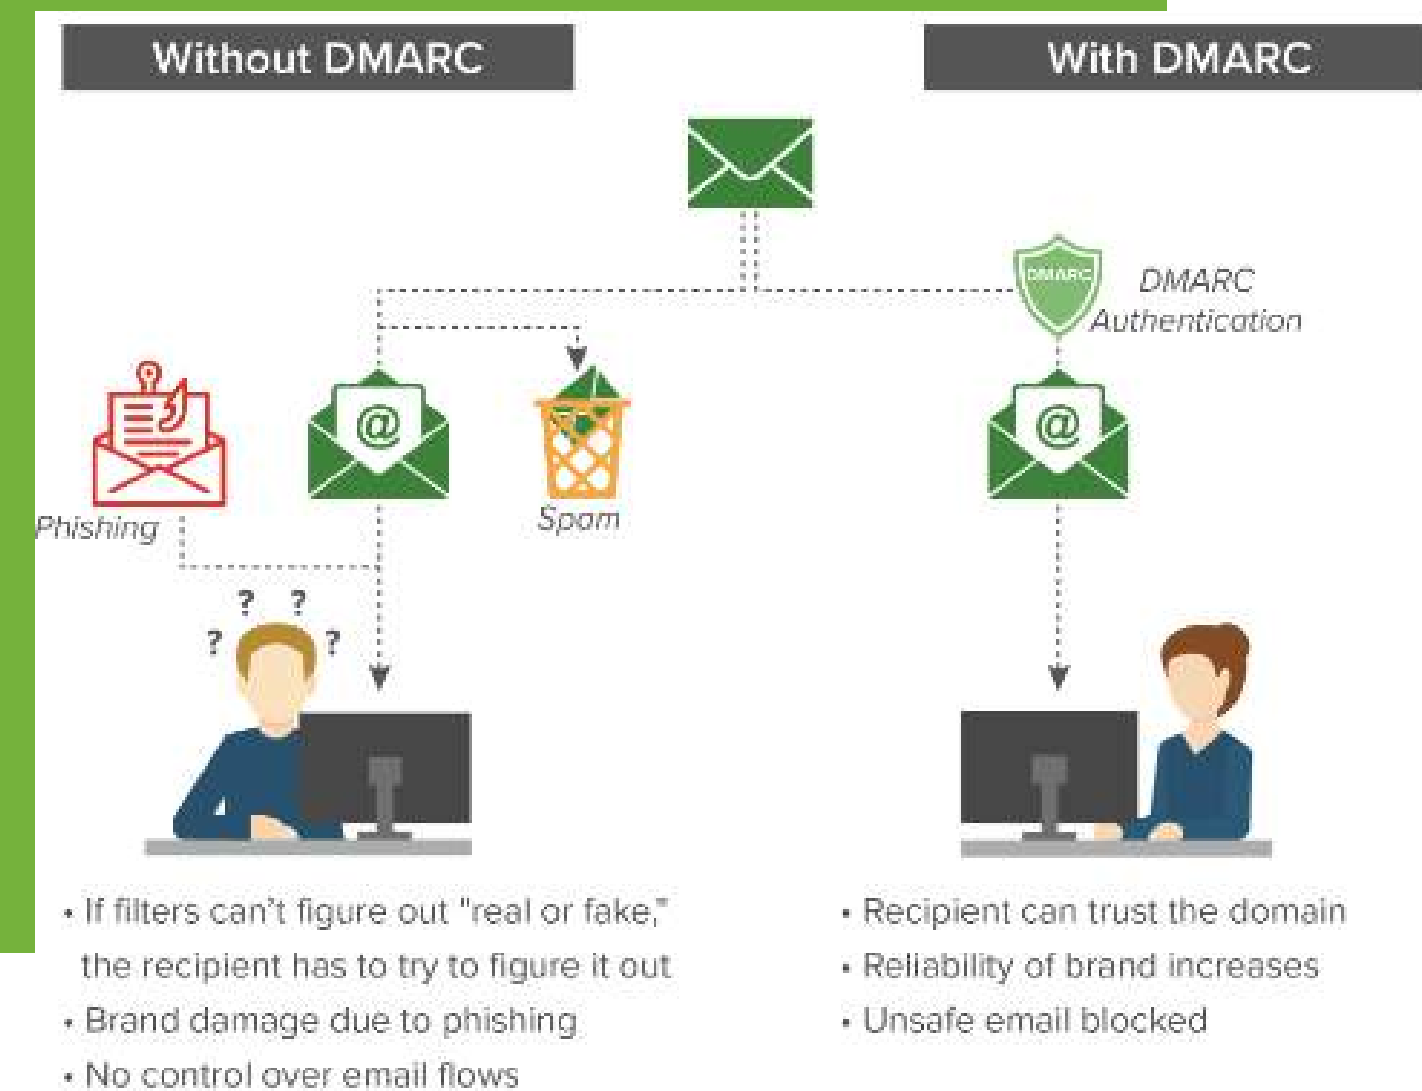 Without DMARC
With DMARC
DMARC
DMARC
Authentication
@
@
Phishing
Spam
? ?
? ?
• If filters can't figure out "real or fake,"
the recipient has to try to figure it out
• Brand damage due to phishing
• No control over email flows
• Recipient can trust the domain
• Reliability of brand increases
• Unsafe email blocked